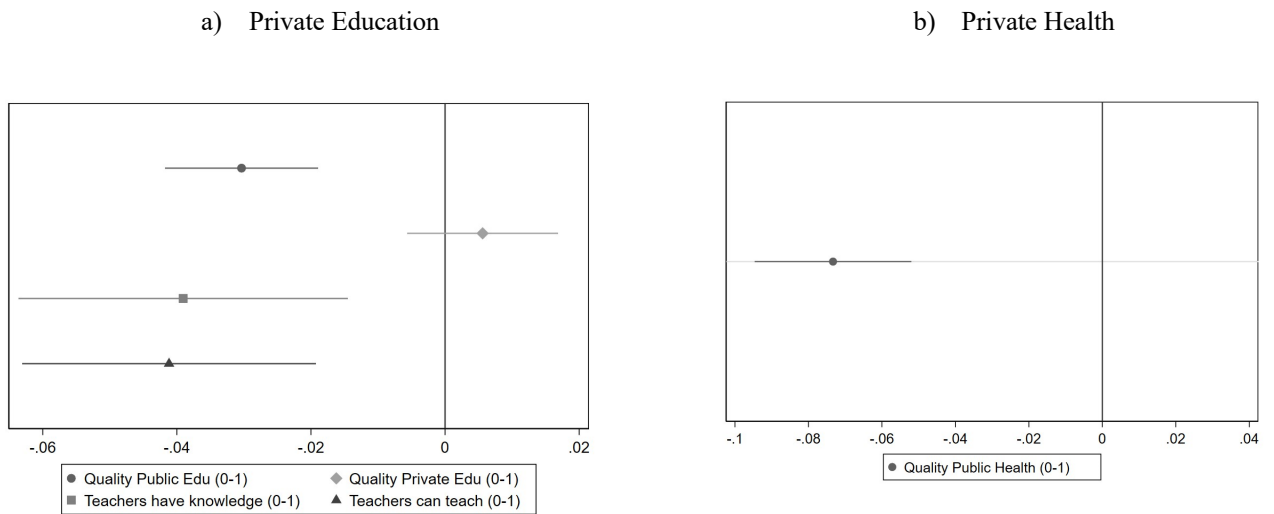 a) Private Education
b) Private Health
-.06 -.04 -.02 0 .02
Quality Public Edu (0-1) Quality Private Edu (0-1)
Teachers have knowledge (0-1) Teachers can teach (0-1)
-.1 -.08 -.06 -.04 -.02 0 .02 .04
Quality Public Health (0-1)